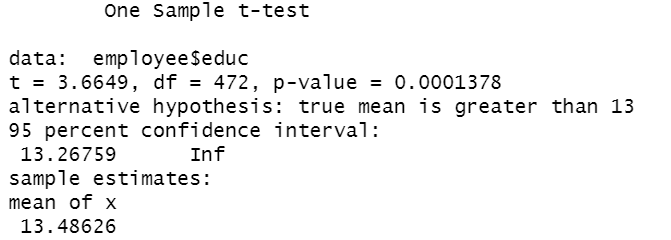 One Sample t-test
data:  employee$educ
t = 3.6649, df = 472, p-value = 0.0001378
alternative hypothesis: true mean is greater than 13
95 percent confidence interval:
 13.26759      Inf
sample estimates:
mean of x
 13.48626